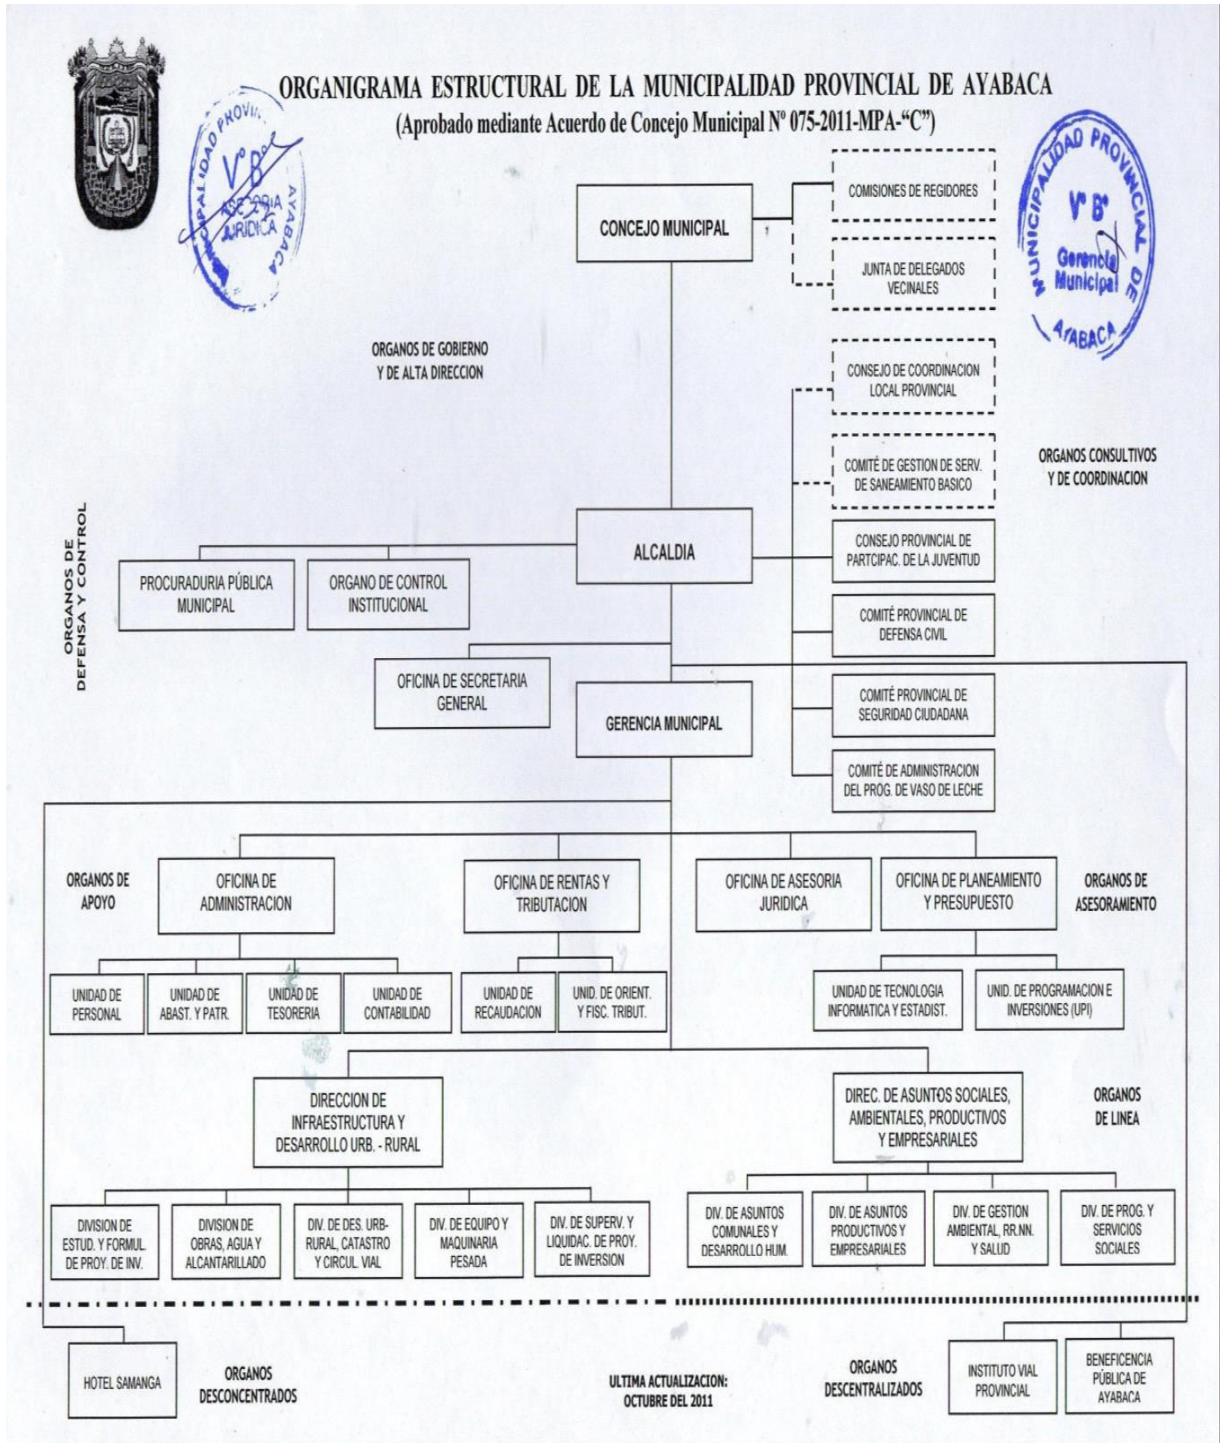 ORGANIGRAMA ESTRUCTURAL DE LA MUNICIPALIDAD PROVINCIAL DE AYABACA
(Aprobado mediante Acuerdo de Concejo Municipal Nº 075-2011-MPA-“C”)
MUNICIPALIDAD PROVIN
Vº Bº
ASESORIA
JURIDICA
AYABACA
MUNICIPALIDAD PROVINCIAL DE
Vº Bº
Gerencia
Municipal
AYABACA
CONCEJO MUNICIPAL
COMISIONES DE REGIDORES
JUNTA DE DELEGADOS
VECINALES
ORGANOS DE GOBIERNO
Y DE ALTA DIRECCION
CONSEJO DE COORDINACION
LOCAL PROVINCIAL
COMITÉ DE GESTION DE SERV.
DE SANEAMIENTO BASICO
ORGANOS CONSULTIVOS
Y DE COORDINACION
ORGANOS DE
DEFENSA Y CONTROL
ALCALDIA
CONSEJO PROVINCIAL DE
PARTCIPAC. DE LA JUVENTUD
PROCURADURIA PÚBLICA
MUNICIPAL
ORGANO DE CONTROL
INSTITUCIONAL
COMITÉ PROVINCIAL DE
DEFENSA CIVIL
OFICINA DE SECRETARIA
GENERAL
GERENCIA MUNICIPAL
COMITÉ PROVINCIAL DE
SEGURIDAD CIUDADANA
COMITÉ DE ADMINISTRACION
DEL PROG. DE VASO DE LECHE
ORGANOS DE
APOYO
OFICINA DE
ADMINISTRACION
OFICINA DE RENTAS Y
TRIBUTACION
OFICINA DE ASESORIA
JURIDICA
OFICINA DE PLANEAMIENTO
Y PRESUPUESTO
ORGANOS DE
ASESORAMIENTO
UNIDAD DE
PERSONAL
UNIDAD DE
ABAST. Y PATR.
UNIDAD DE
TESORERIA
UNIDAD DE
CONTABILIDAD
UNIDAD DE
RECAUDACION
UNID. DE ORIENT.
Y FISC. TRIBUT.
UNIDAD DE TECNOLOGIA
INFORMATICA Y ESTADIST.
UNID. DE PROGRAMACION E
INVERSIONES (UPI)
DIRECCION DE
INFRAESTRUCTURA Y
DESARROLLO URB. - RURAL
DIREC. DE ASUNTOS SOCIALES,
AMBIENTALES, PRODUCTIVOS
Y EMPRESARIALES
ORGANOS
DE LINEA
DIVISION DE
ESTUD. Y FORMUL.
DE PROY. DE INV.
DIVISION DE
OBRAS, AGUA Y
ALCANTARILLADO
DIV. DE DES. URB-
RURAL, CATASTRO
Y CIRCUL. VIAL
DIV. DE EQUIPO Y
MAQUINARIA
PESADA
DIV. DE SUPERV. Y
LIQUIDAC. DE PROY.
DE INVERSION
DIV. DE ASUNTOS
COMUNALES Y
DESARROLLO HUM.
DIV. DE ASUNTOS
PRODUCTIVOS Y
EMPRESARIALES
DIV. DE GESTION
AMBIENTAL, RR.NN.
Y SALUD
DIV. DE PROG. Y
SERVICIOS
SOCIALES
HOTEL SAMANGA
ORGANOS
DESCONCENTRADOS
ULTIMA ACTUALIZACION:
OCTUBRE DEL 2011
ORGANOS
DESCENTRALIZADOS
INSTITUTO VIAL
PROVINCIAL
BENEFICENCIA
PÚBLICA DE
AYABACA